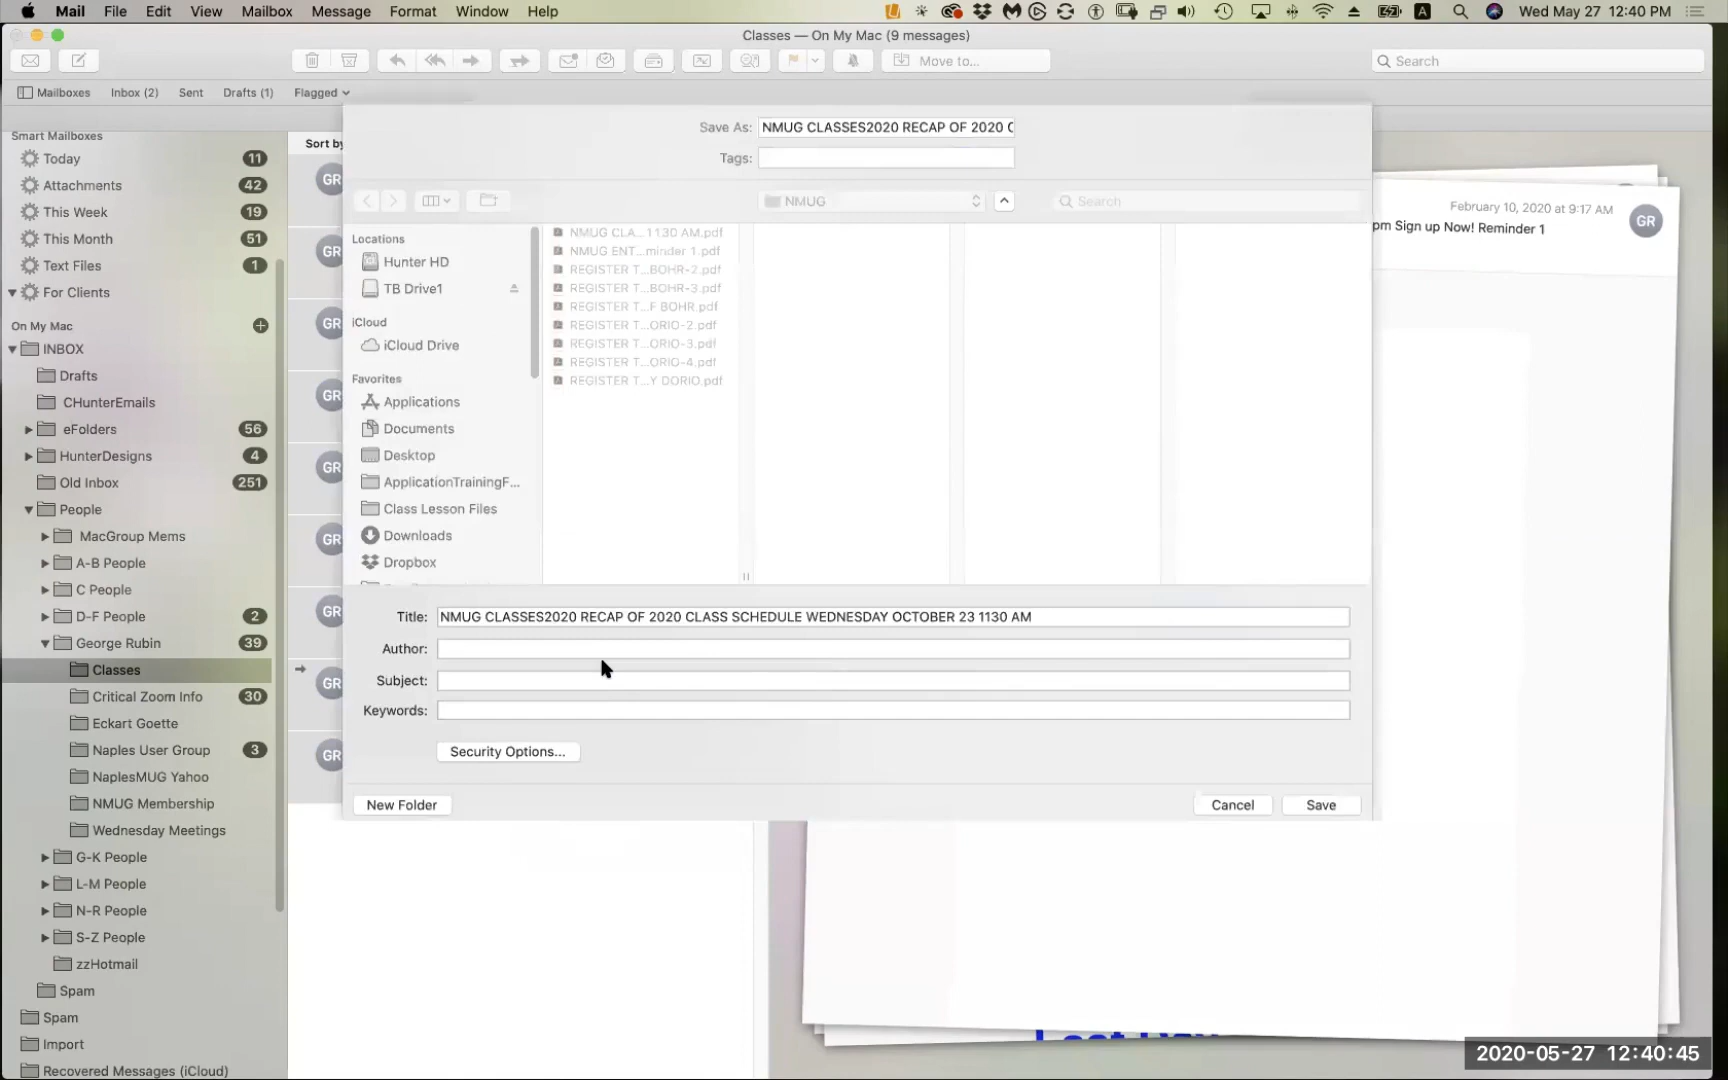 Mail File Edit View Mailbox Message Format Window Help Wed May 27 12:40 PM
Classes — On My Mac (9 messages)
Move to... Search
Mailboxes Inbox (2) Sent Drafts (1) Flagged
Smart Mailboxes
Today 11
Attachments 42
This Week 19
This Month 51
Text Files 1
For Clients
On My Mac
INBOX
Drafts
CHunterEmails
eFolders 56
HunterDesigns 4
Old Inbox 251
People
MacGroup Mems
A-B People
C People
D-F People 2
George Rubin 39
Classes
Critical Zoom Info 30
Eckart Goette
Naples User Group 3
NaplesMUG Yahoo
NMUG Membership
Wednesday Meetings
G-K People
L-M People
N-R People
S-Z People
zzHotmail
Spam
Spam
Import
Recovered Messages (iCloud)
Sort by
GR
GR
GR
GR
GR
GR
GR
GR
GR
Save As: NMUG CLASSES2020 RECAP OF 2020 C
Tags:
NMUG Search
Locations
Hunter HD
TB Drive1
iCloud
iCloud Drive
Favorites
Applications
Documents
Desktop
ApplicationTrainingF...
Class Lesson Files
Downloads
Dropbox
NMUG CLA...1130 AM.pdf
NMUG ENT...minder 1.pdf
REGISTER T...BOHR-2.pdf
REGISTER T...BOHR-3.pdf
REGISTER T...F BOHR.pdf
REGISTER T...ORIO-2.pdf
REGISTER T...ORIO-3.pdf
REGISTER T...ORIO-4.pdf
REGISTER T...Y DORIO.pdf
Title: NMUG CLASSES2020 RECAP OF 2020 CLASS SCHEDULE WEDNESDAY OCTOBER 23 1130 AM
Author:
Subject:
Keywords:
Security Options...
New Folder Cancel Save
February 10, 2020 at 9:17 AM GR
pm Sign up Now! Reminder 1
2020-05-27 12:40:45